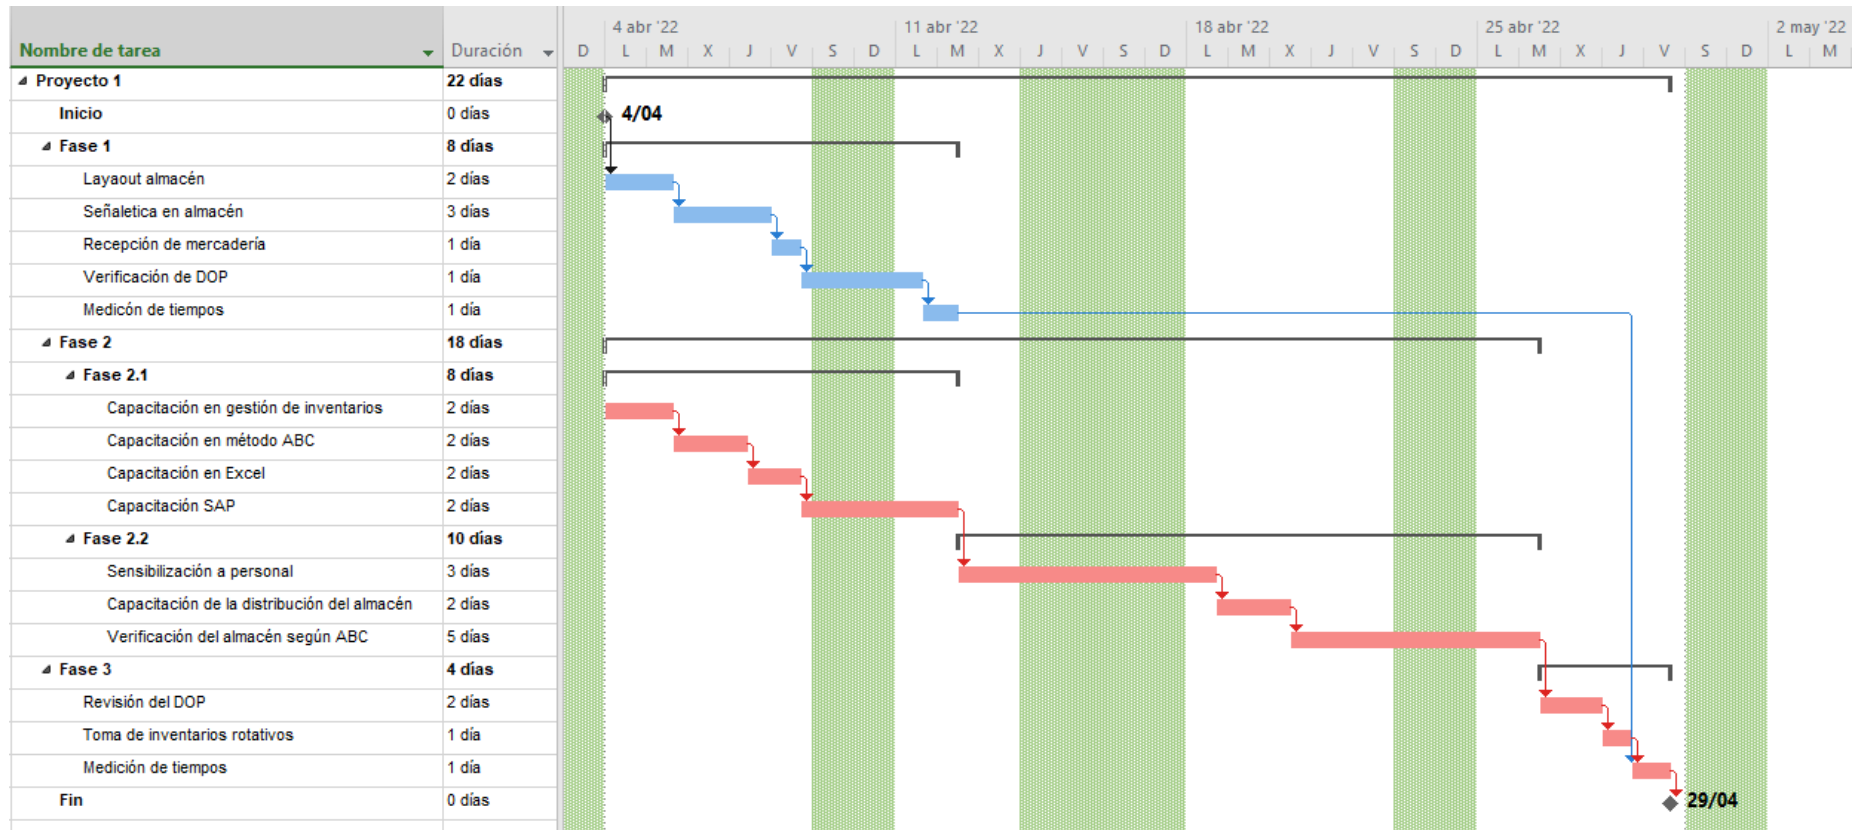 4 abr '22 11 abr '22 18 abr '22 25 abr '22 2 may '22
Nombre de tarea Duración D L M X J V S D L M X J V S D L M X J V S D L M X J V S D L M
Proyecto 1 22 días
Inicio 0 días 4/04
Fase 1 8 días
Layaout almacén 2 días
Señaletica en almacén 3 días
Recepción de mercadería 1 día
Verificación de DOP 1 día
Medicón de tiempos 1 día
Fase 2 18 días
Fase 2.1 8 días
Capacitación en gestión de inventarios 2 días
Capacitación en método ABC 2 días
Capacitación en Excel 2 días
Capacitación SAP 2 días
Fase 2.2 10 días
Sensibilización a personal 3 días
Capacitación de la distribución del almacén 2 días
Verificación del almacén según ABC 5 días
Fase 3 4 días
Revisión del DOP 2 días
Toma de inventarios rotativos 1 día
Medición de tiempos 1 día
Fin 0 días 29/04